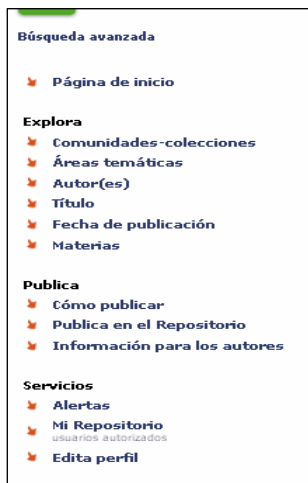 Búsqueda avanzada
Página de inicio
Explora
Comunidades-colecciones
Áreas temáticas
Autor(es)
Título
Fecha de publicación
Materias
Publica
Cómo publicar
Publica en el Repositorio
Información para los autores
Servicios
Alertas
Mi Repositorio
usuarios autorizados
Edita perfil